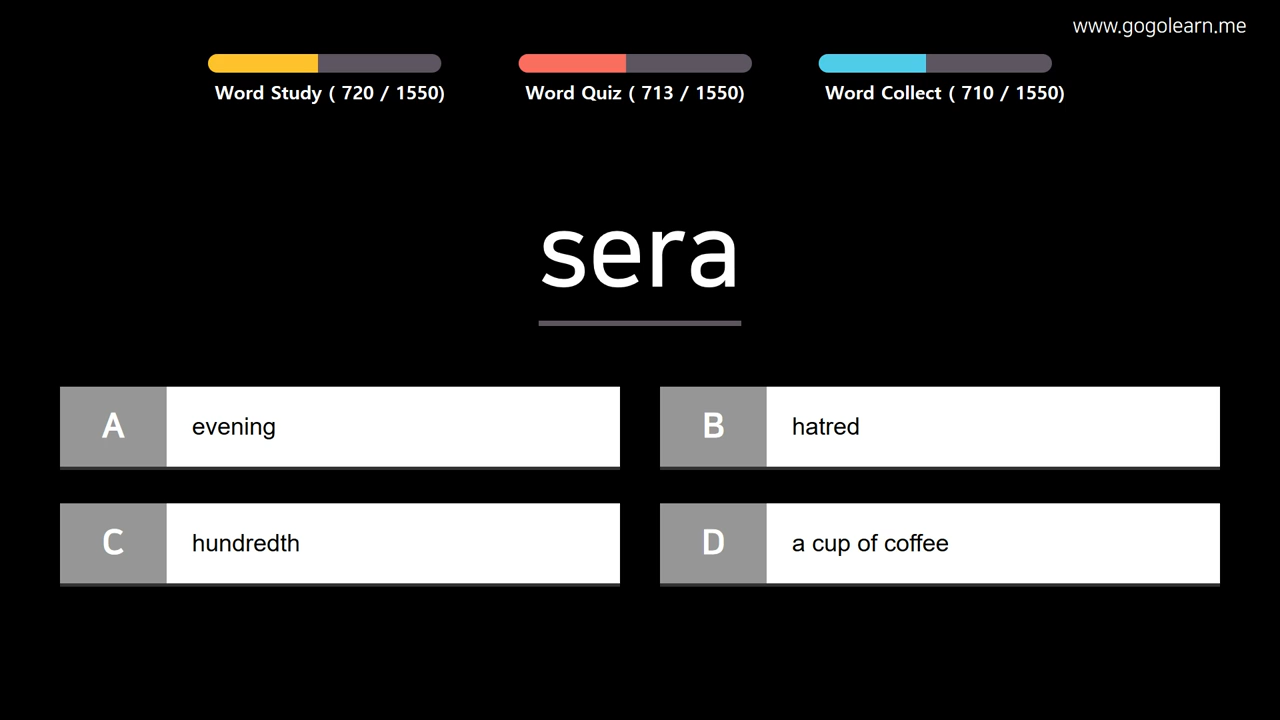 www.gogolearn.me
Word Study ( 720 / 1550)
Word Quiz ( 713 / 1550)
Word Collect ( 710 / 1550)
sera
A evening
B hatred
C hundredth
D a cup of coffee